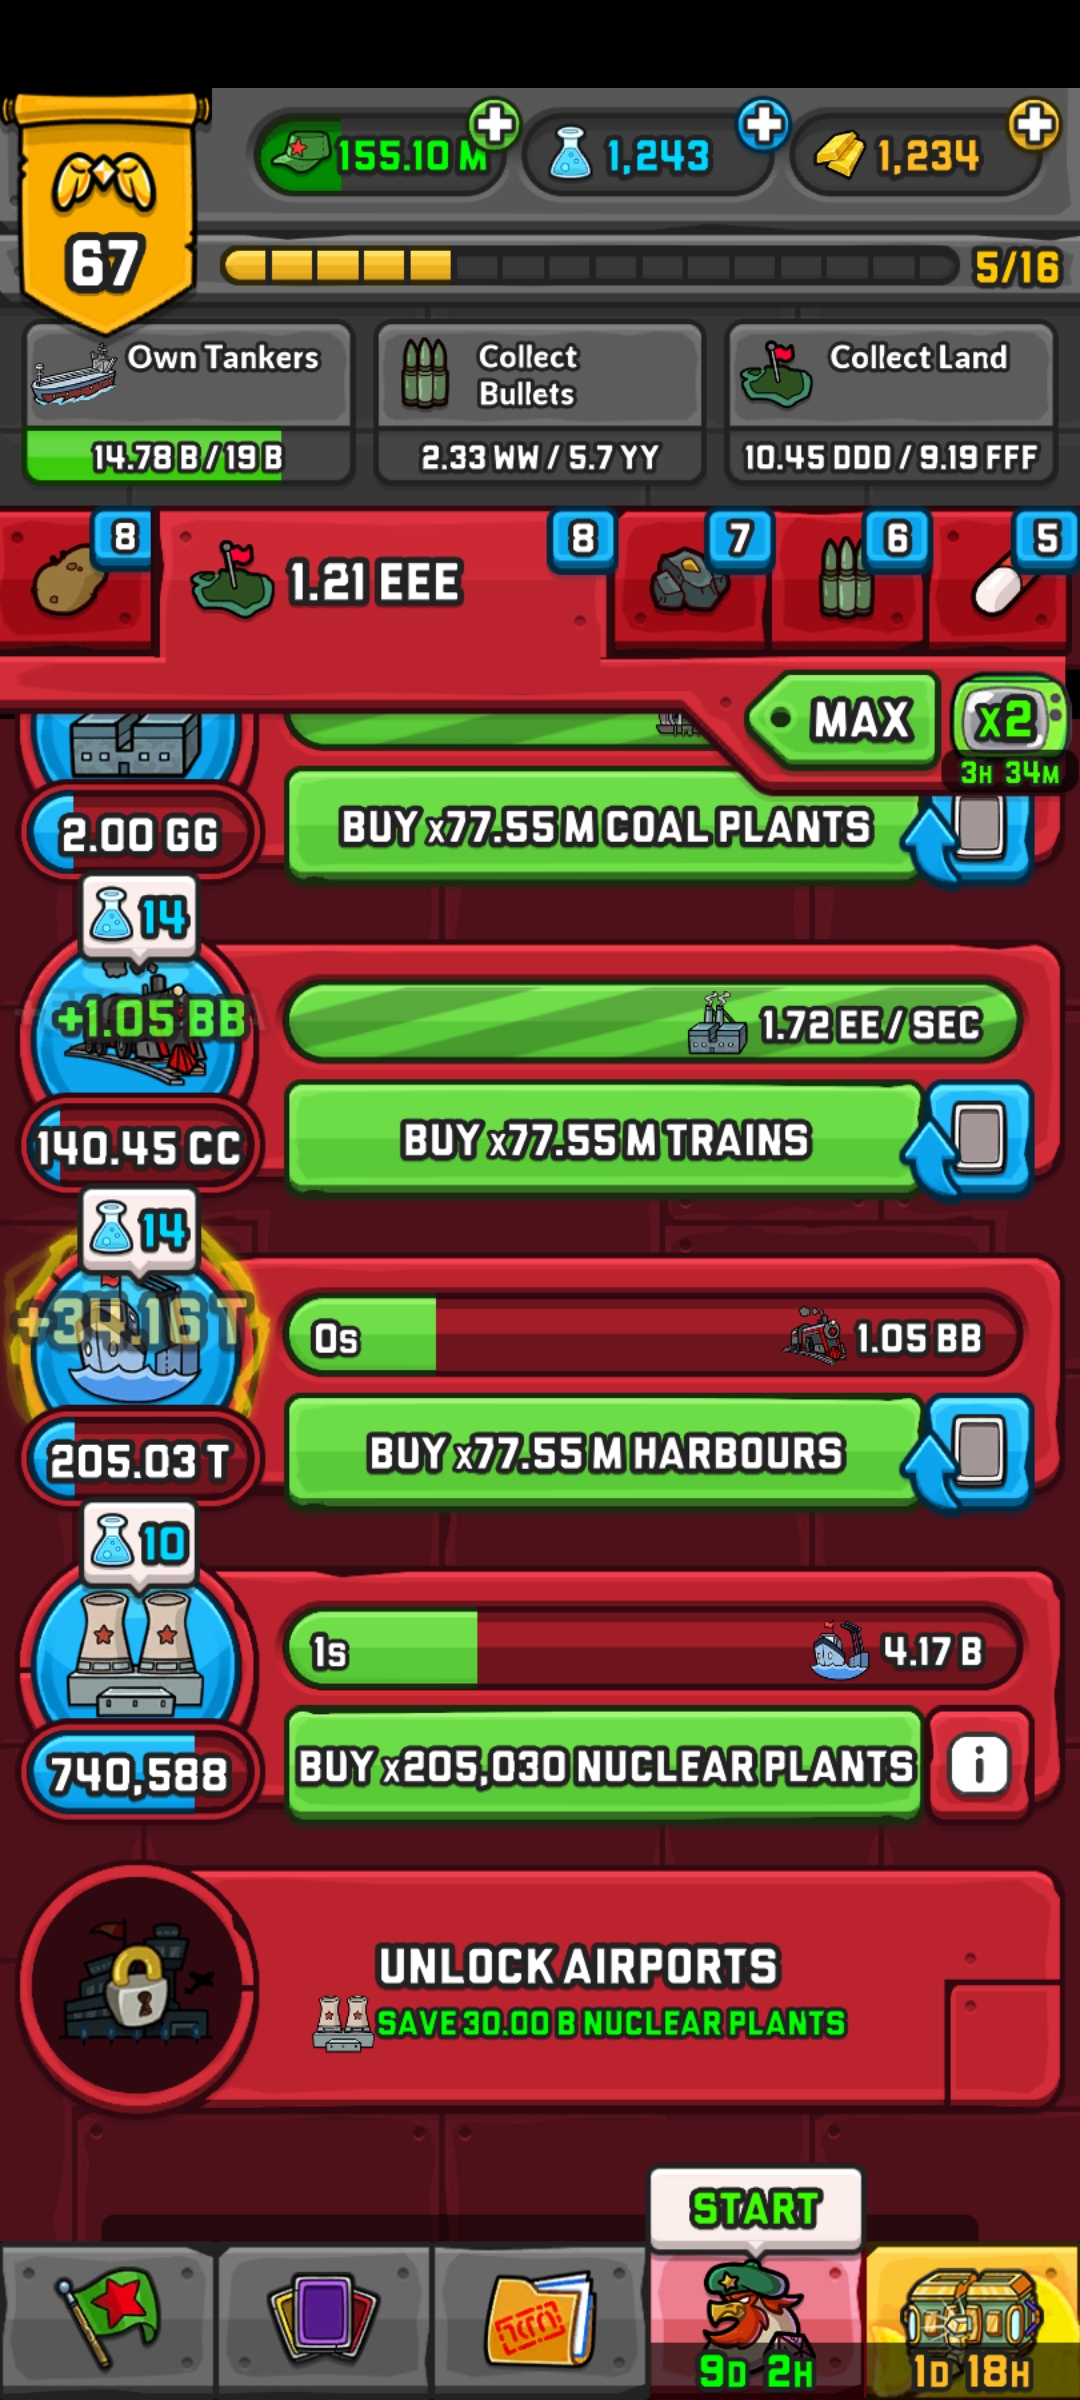 155.10 M
1,243
1,234
67
5/16
Own Tankers
14.78 B / 19 B
Collect
Bullets
2.33 WW / 5.7 YY
Collect Land
10.45 DDD / 9.19 FFF
8
1.21 EEE
8
7
6
5
MAX
x2
3H 34M
2.00 GG
BUY x77.55 M COAL PLANTS
14
+1.05 BB
1.72 EE / SEC
140.45 CC
BUY x77.55 M TRAINS
14
+34.16 T
0s
1.05 BB
205.03 T
BUY x77.55 M HARBOURS
10
1s
4.17 B
740,588
BUY x205,030 NUCLEAR PLANTS
i
UNLOCK AIRPORTS
SAVE 30.00 B NUCLEAR PLANTS
START
9D 2H
1D 18H